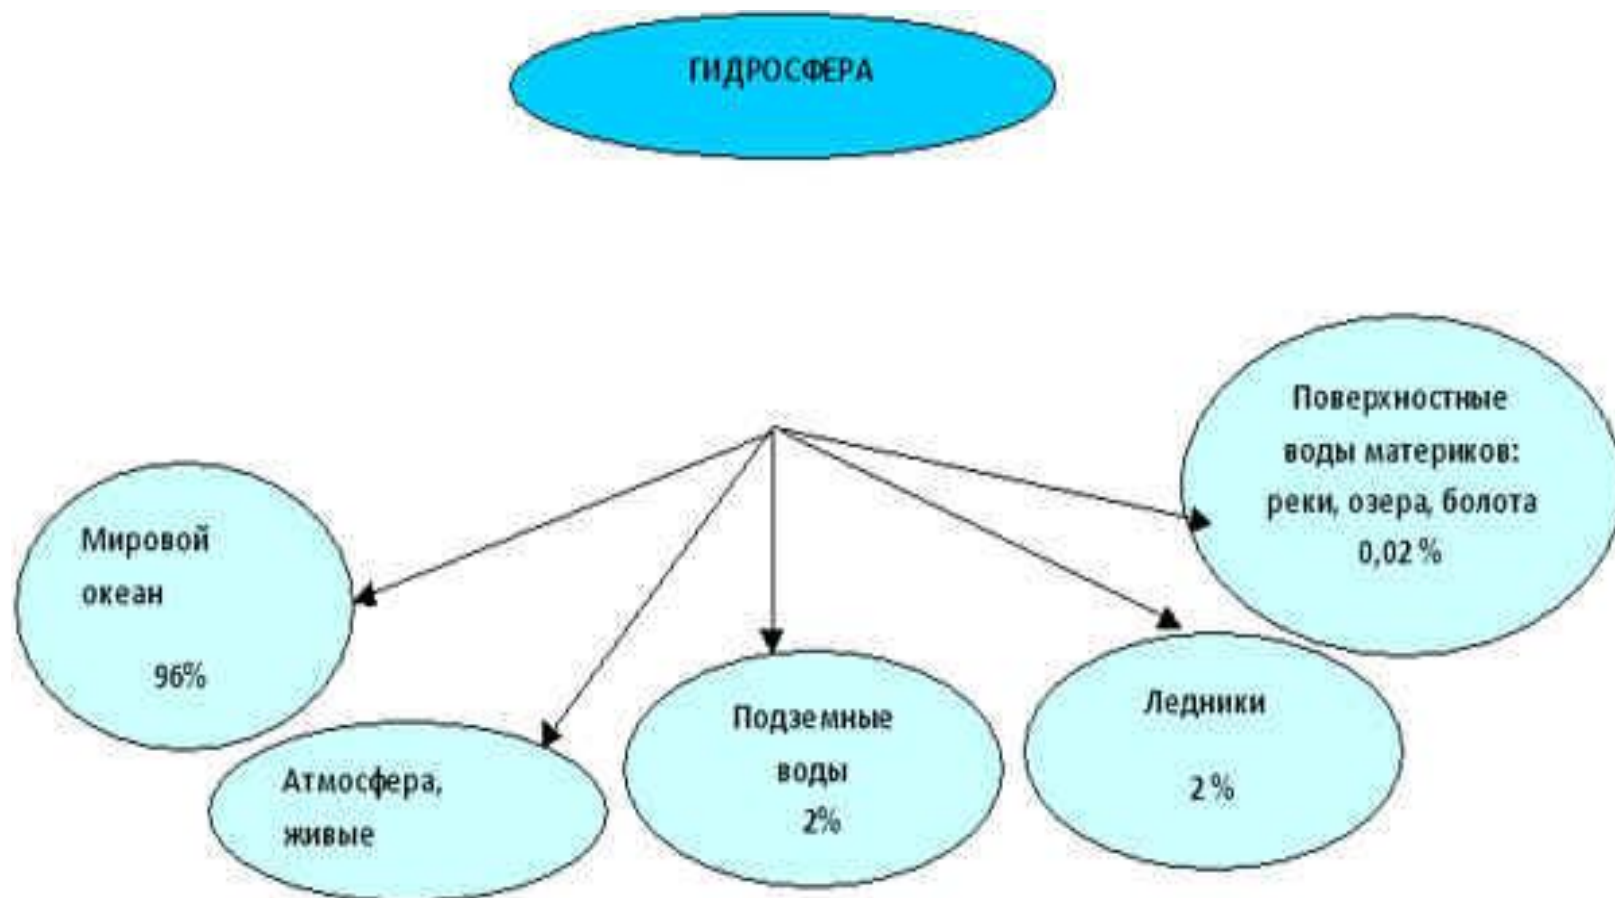 ГИДРОСФЕРА
Мировой
океан
96%
Атмосфера,
живые
Подземные
воды
2%
Ледники
2 %
Поверхностные
воды материков:
реки, озера, болота
0,02 %